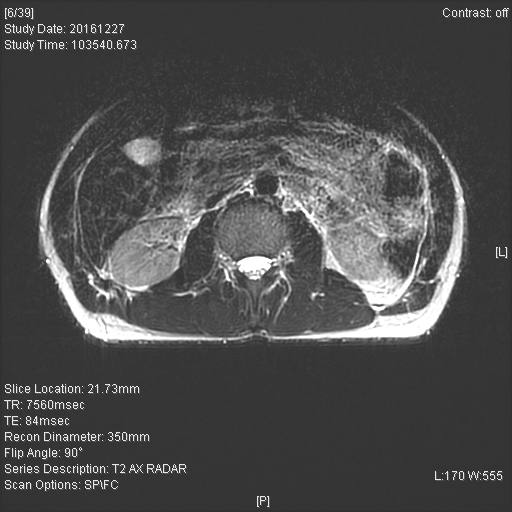 [6/39]
Contrast: off
Study Date: 20161227
Study Time: 103540.673
[L]
Slice Location: 21.73mm
TR: 7560msec
TE: 84msec
Recon Dinameter: 350mm
Flip Angle: 90°
Series Description: T2 AX RADAR
Scan Options: SP\FC
L:170 W:555
[P]